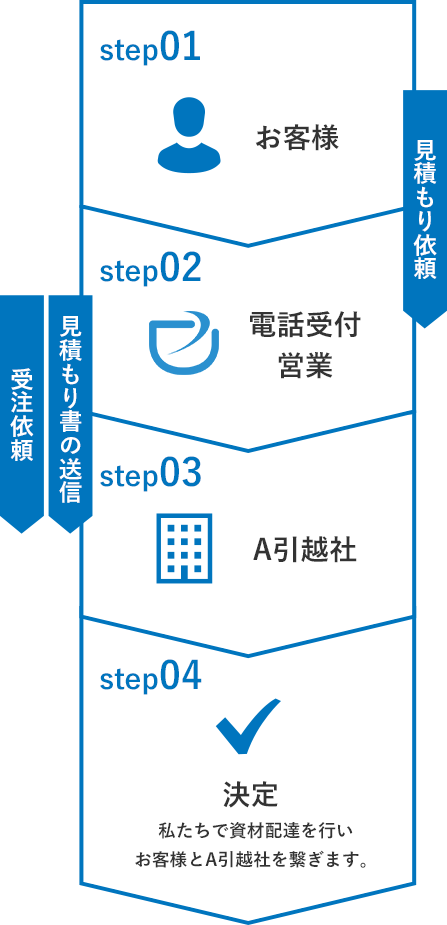 step01
お客様
見積もり依頼
step02
電話受付
営業
見積もり書の送信
受注依頼
step03
A引越社
step04
決定
私たちで資材配達を行い
お客様とA引越社を繋ぎます。